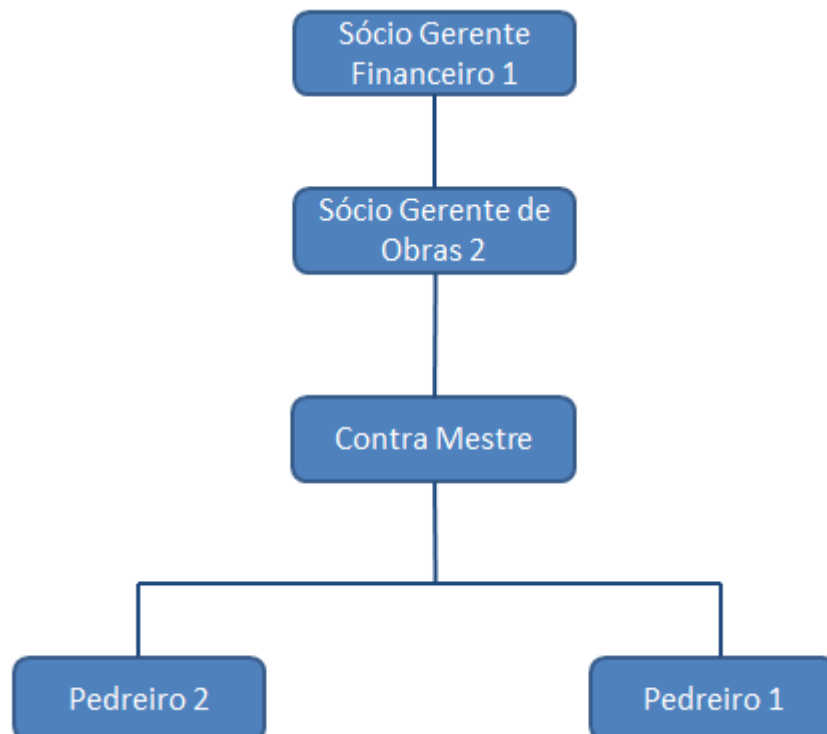 Sócio Gerente
Financeiro 1
Sócio Gerente de
Obras 2
Contra Mestre
Pedreiro 2
Pedreiro 1